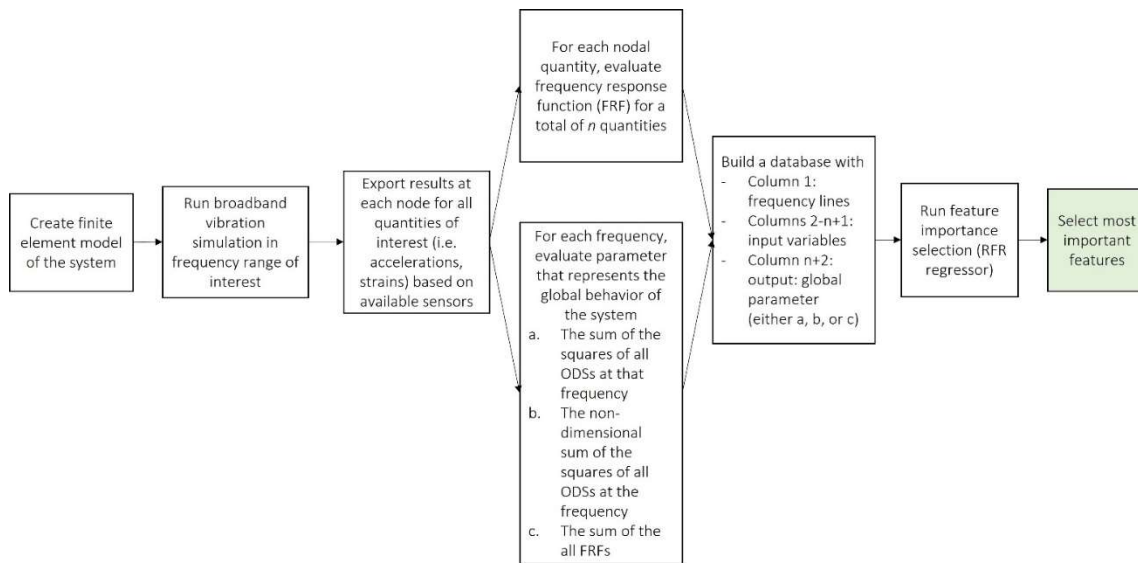 Create finite
element model
of the system
Run broadband
vibration
simulation in
frequency range of
interest
Export results at
each node for all
quantities of
interest (i.e.
accelerations,
strains) based on
available sensors
For each nodal
quantity, evaluate
frequency response
function (FRF) for a
total of n quantities
For each frequency,
evaluate parameter
that represents the
global behavior of
the system
a. The sum of the
squares of all
ODSs at that
frequency
b. The non-
dimensional
sum of the
squares of all
ODSs at the
frequency
c. The sum of the
all FRFs
Build a database with
- Column 1:
frequency lines
- Columns 2-n+1:
input variables
- Column n+2:
output: global
parameter
(either a, b, or c)
Run feature
importance
selection (RFR
regressor)
Select most
important
features